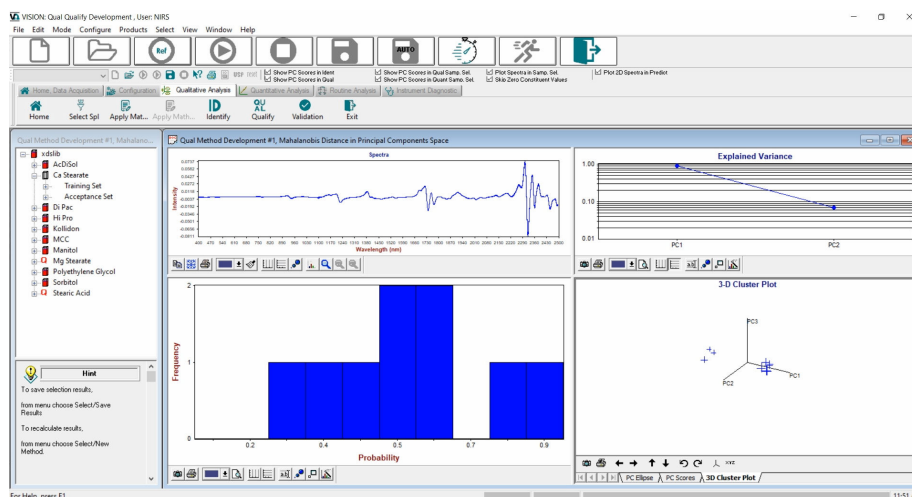 VISION: Qual Qualify Development , User: NIRS
File Edit Mode Configure Products Select View Window Help
Ref
AUTO
USP
Show PC Scores in Ident
Show PC Scores in Qual Samp. Sel.
Plot Spectra in Samp. Sel.
Plot 2D Spectra in Predict
Show PC Scores in Qual
Show PC Scores in Quant Samp. Sel.
Skip Zero Constituent Values
Home, Data Acquisition
Configuration
Qualitative Analysis
Quantitative Analysis
Routine Analysis
Instrument Diagnostic
ID
QU
AL
Home
Select Spl
Apply Mat...
Apply Math...
Identify
Qualify
Validation
Exit
Qual Method Development #1, Mahalano...
xdslib
AcDiSol
Ca Stearate
Training Set
Acceptance Set
Di Pac
Hi Pro
Kollidon
MCC
Manitol
Mg Stearate
Polyethylene Glycol
Sorbitol
Stearic Acid
Hint
To save selection results,
from menu choose Select/Save
Results
To recalculate results,
from menu choose Select/New
Method.
Qual Method Development #1, Mahalanobis Distance in Principal Components Space
Spectra
Intensity
Wavelength (nm)
Explained Variance
1.00
0.10
0.01
PC1
PC2
2
1
0
Frequency
0.2
0.4
0.5
0.7
0.9
Probability
3-D Cluster Plot
PC3
PC2
PC1
XYZ
PC Elipse
PC Scores
3D Cluster Plot
For Help, press F1
11:51